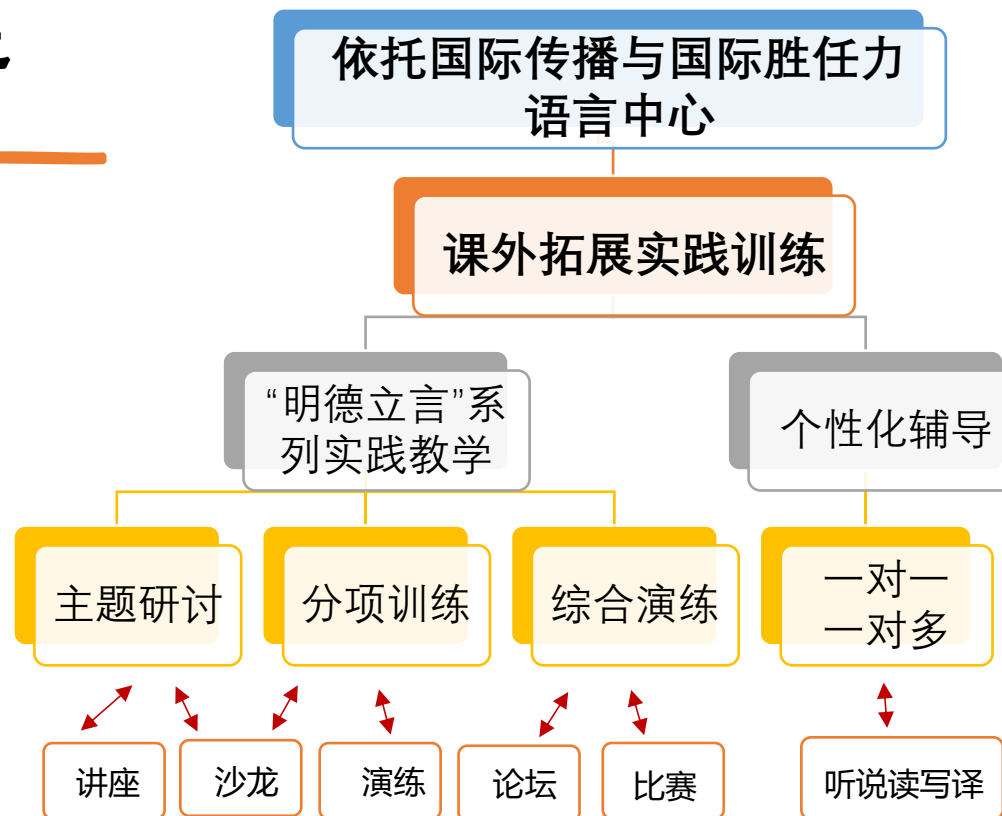 依托国际传播与国际胜任力
语言中心
课外拓展实践训练
“明德立言”系
列实践教学
个性化辅导
主题研讨
分项训练
综合演练
一对一
一对多
讲座
沙龙
演练
论坛
比赛
听说读写译